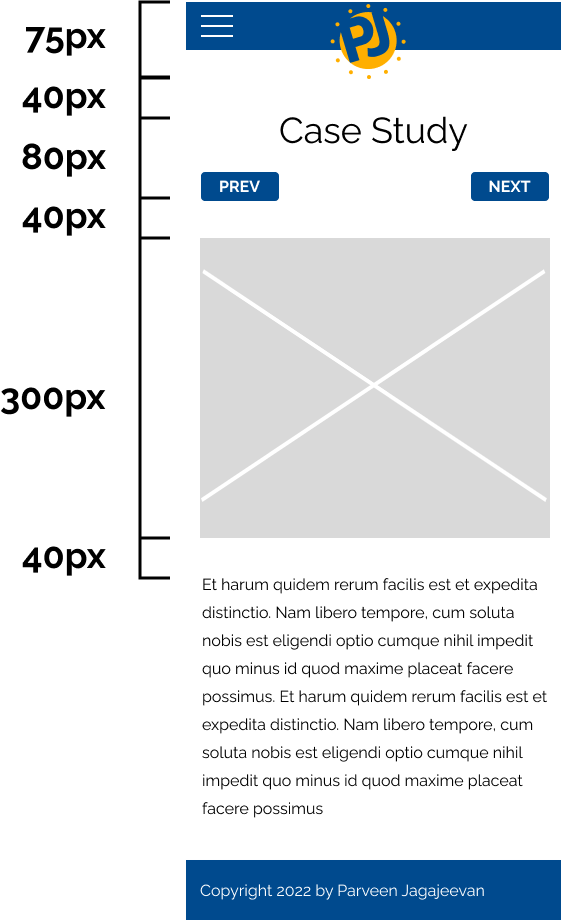 75px
PJ
40px
Case Study
80px
PREV
NEXT
40px
300px
40px
Et harum quidem rerum facilis est et expedita
distinctio. Nam libero tempore, cum soluta
nobis est eligendi optio cumque nihil impedit
quo minus id quod maxime placeat facere
possimus. Et harum quidem rerum facilis est et
expedita distinctio. Nam libero tempore, cum
soluta nobis est eligendi optio cumque nihil
impedit quo minus id quod maxime placeat
facere possimus
Copyright 2022 by Parveen Jagajeevan